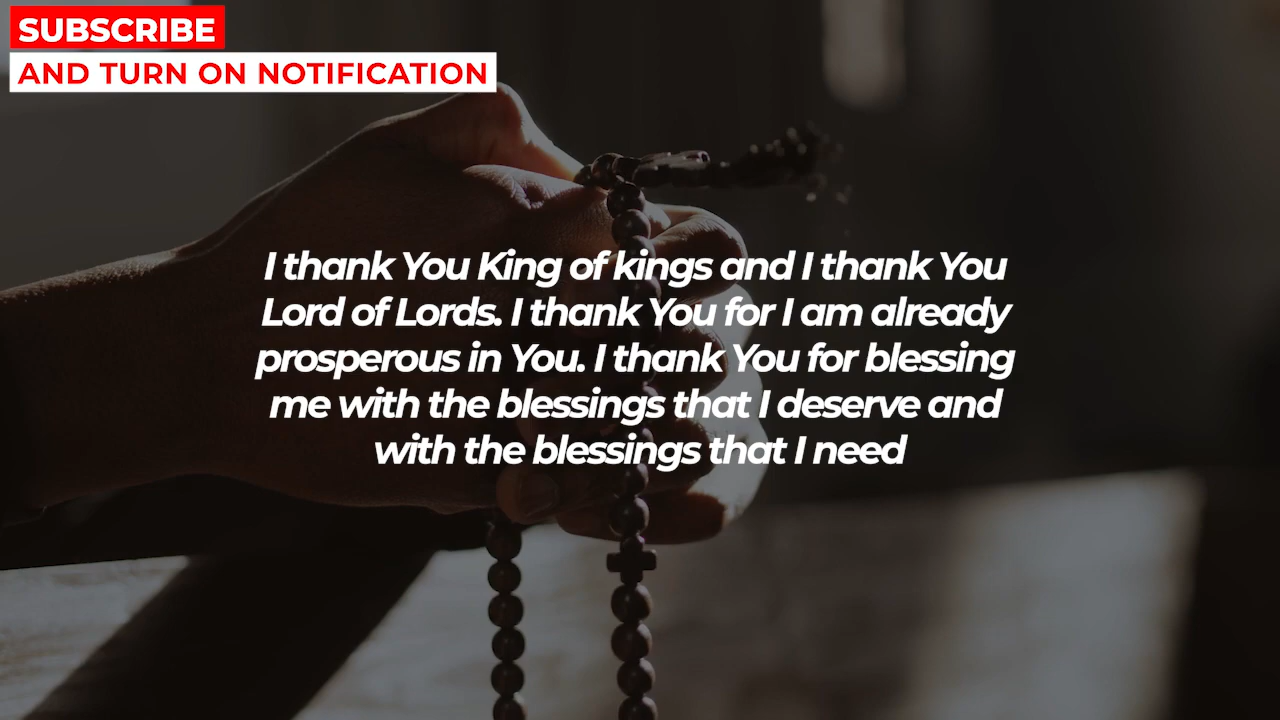 SUBSCRIBE
AND TURN ON NOTIFICATION
I thank You King of kings and I thank You
Lord of Lords. I thank You for I am already
prosperous in You. I thank You for blessing
me with the blessings that I deserve and
with the blessings that I need